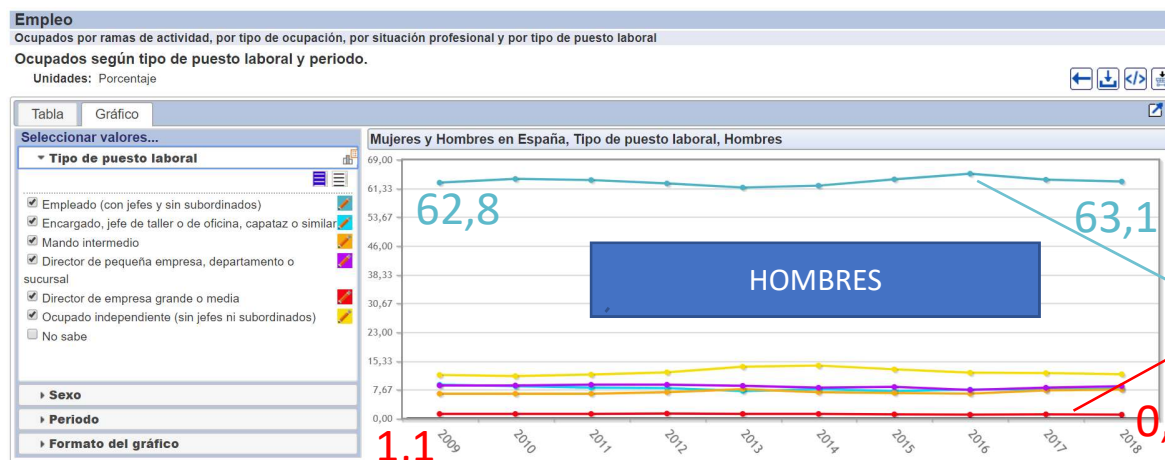 Empleo
Ocupados por ramas de actividad, por tipo de ocupación, por situación profesional y por tipo de puesto laboral
Ocupados según tipo de puesto laboral y periodo.
Unidades: Porcentaje
Tabla Gráfico
Seleccionar valores...
Tipo de puesto laboral
Empleado (con jefes y sin subordinados)
Encargado, jefe de taller o de oficina, capataz o similar
Mando intermedio
Director de pequeña empresa, departamento o
sucursal
Director de empresa grande o media
Ocupado independiente (sin jefes ni subordinados)
No sabe
Sexo
Periodo
Formato del gráfico
Mujeres y Hombres en España, Tipo de puesto laboral, Hombres
69,00
61,33
53,67
46,00
38,33
30,67
23,00
15,33
7,67
0,00
62,8
63,1
HOMBRES
,
1.1
0,
2009 2010 2011 2012 2013 2014 2015 2016 2017 2018